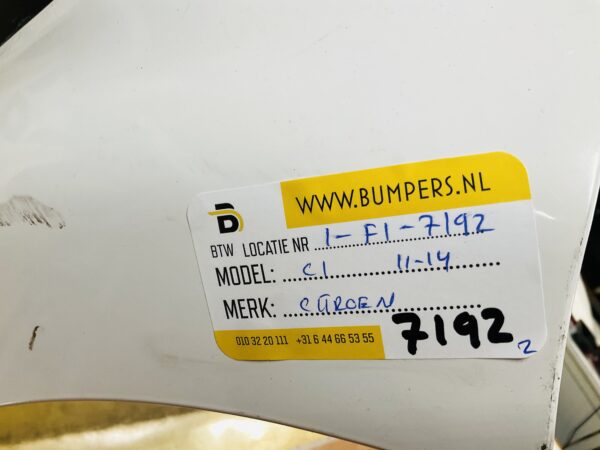 WWW.BUMPERS.NL
BTW LOCATIE NR 1-F1-7192
MODEL: C1 11-14
MERK: CITROEN
010 32 20 111 +31 6 44 66 53 55
7192
2